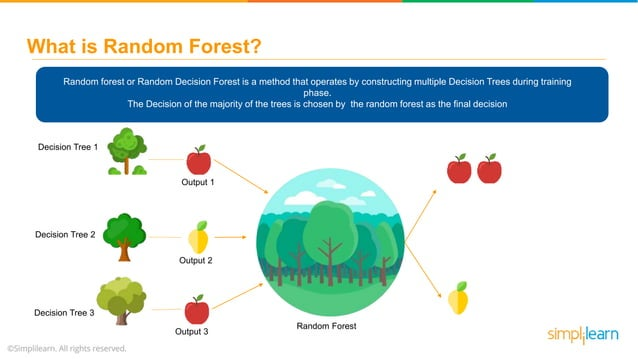 What is Random Forest?
Random forest or Random Decision Forest is a method that operates by constructing multiple Decision Trees during training
phase.
The Decision of the majority of the trees is chosen by the random forest as the final decision
Decision Tree 1
Output 1
Decision Tree 2
Output 2
Decision Tree 3
Output 3
Random Forest
simplilearn
©Simplilearn. All rights reserved.